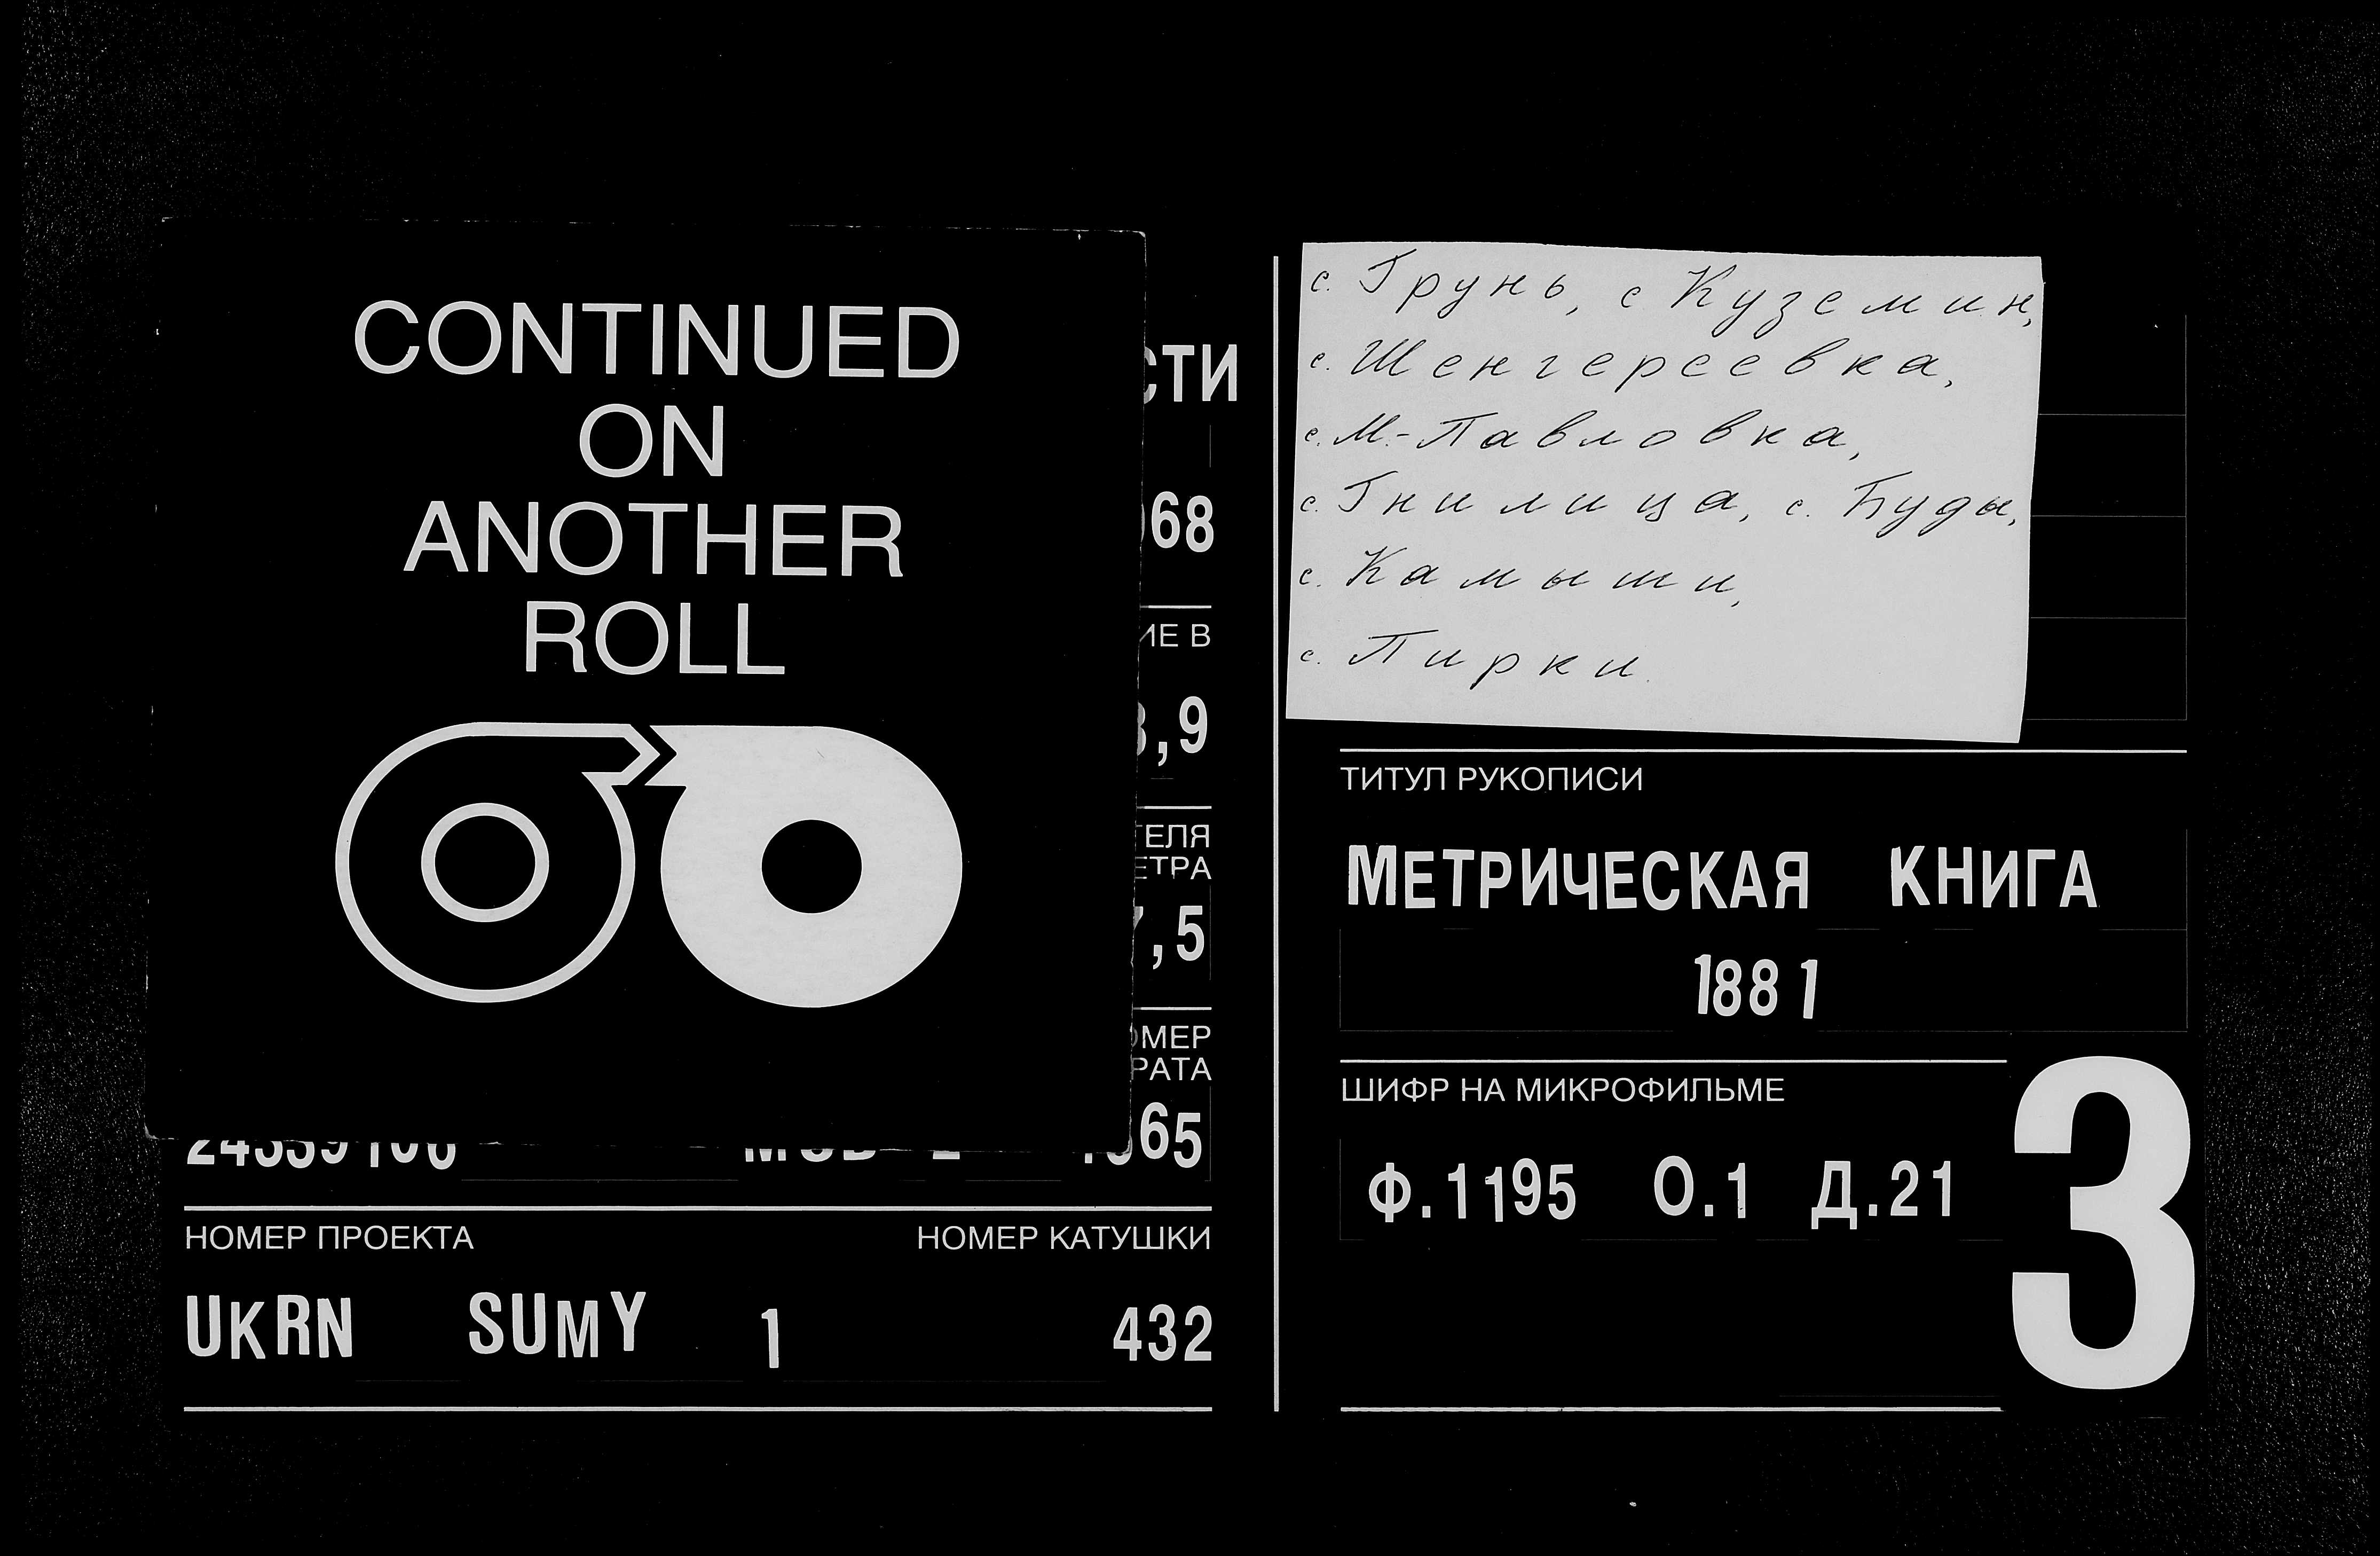 CONTINUED
ON
ANOTHER
ROLL
СТИ
68
ИЕ В
,9
ТЕЛЯ
ЕТРА
,5
ОМЕР
РАТА
65
НОМЕР ПРОЕКТА НОМЕР КАТУШКИ
UKRN SUMY 1 432
с. Грунь, с Куземин,
с. Шенгереевка,
с. М.-Павловка,
с. Гнилица, с. Буды,
с. Камыши,
с. Пирки.
ТИТУЛ РУКОПИСИ
МЕТРИЧЕСКАЯ КНИГА
1881
ШИФР НА МИКРОФИЛЬМЕ
Ф.1195 О.1 Д.21
3